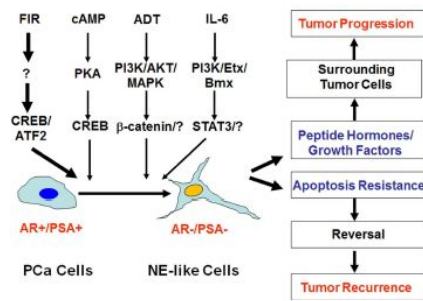 FIR cAMP ADT IL-6
? PKA PI3K/AKT/ PI3K/Etx/
MAPK Bmx
CREB/ CREB β-catenin/? STAT3/?
ATF2
AR+/PSA+ AR-/PSA-
PCa Cells NE-like Cells
Tumor Progression
Surrounding
Tumor Cells
Peptide Hormones/
Growth Factors
Apoptosis Resistance
Reversal
Tumor Recurrence